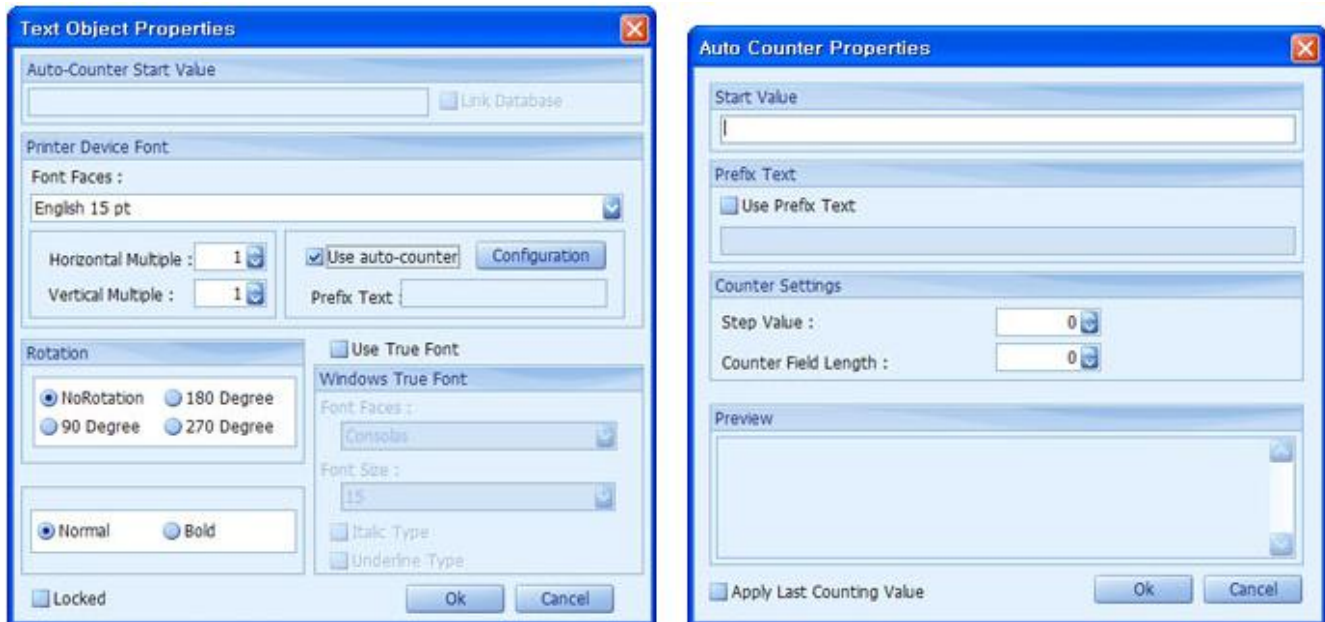 Text Object Properties
Auto-Counter Start Value
Link Database
Printer Device Font
Font Faces :
English 15 pt
Horizontal Multiple : 1
Use auto-counter Configuration
Vertical Multiple : 1
Prefix Text :
Rotation
NoRotation 180 Degree
90 Degree 270 Degree
Normal Bold
Use True Font
Windows True Font
Font Faces :
Consolas
Font Size :
15
Italic Type
Underline Type
Locked Ok Cancel
Auto Counter Properties
Start Value
Prefix Text
Use Prefix Text
Counter Settings
Step Value : 0
Counter Field Length : 0
Preview
Apply Last Counting Value Ok Cancel